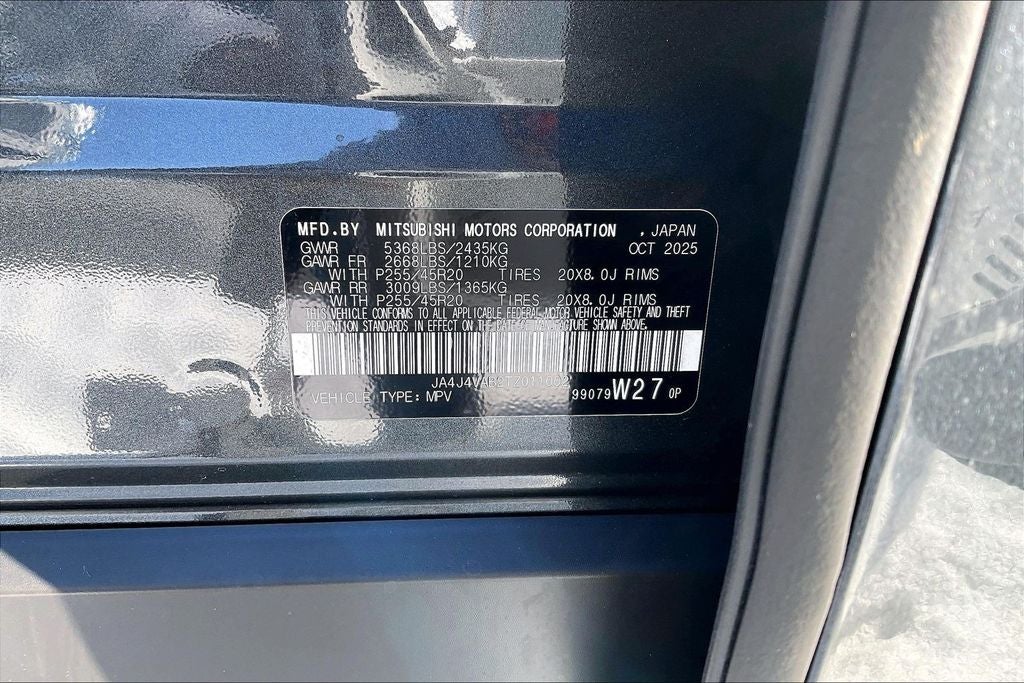 MFD.BY MITSUBISHI MOTORS CORPORATION , JAPAN
GVWR 5368LBS/2435KG OCT 2025
GAWR FR 2668LBS/1210KG
WITH P255/45R20 TIRES 20X8.0J RIMS
GAWR RR 3009LBS/1365KG
WITH P255/45R20 TIRES 20X8.0J RIMS
THIS VEHICLE CONFORMS TO ALL APPLICABLE FEDERAL MOTOR VEHICLE SAFETY AND THEFT
PREVENTION STANDARDS IN EFFECT ON THE DATE OF MANUFACTURE SHOWN ABOVE.
VEHICLE TYPE: MPV 99079 W27 0P